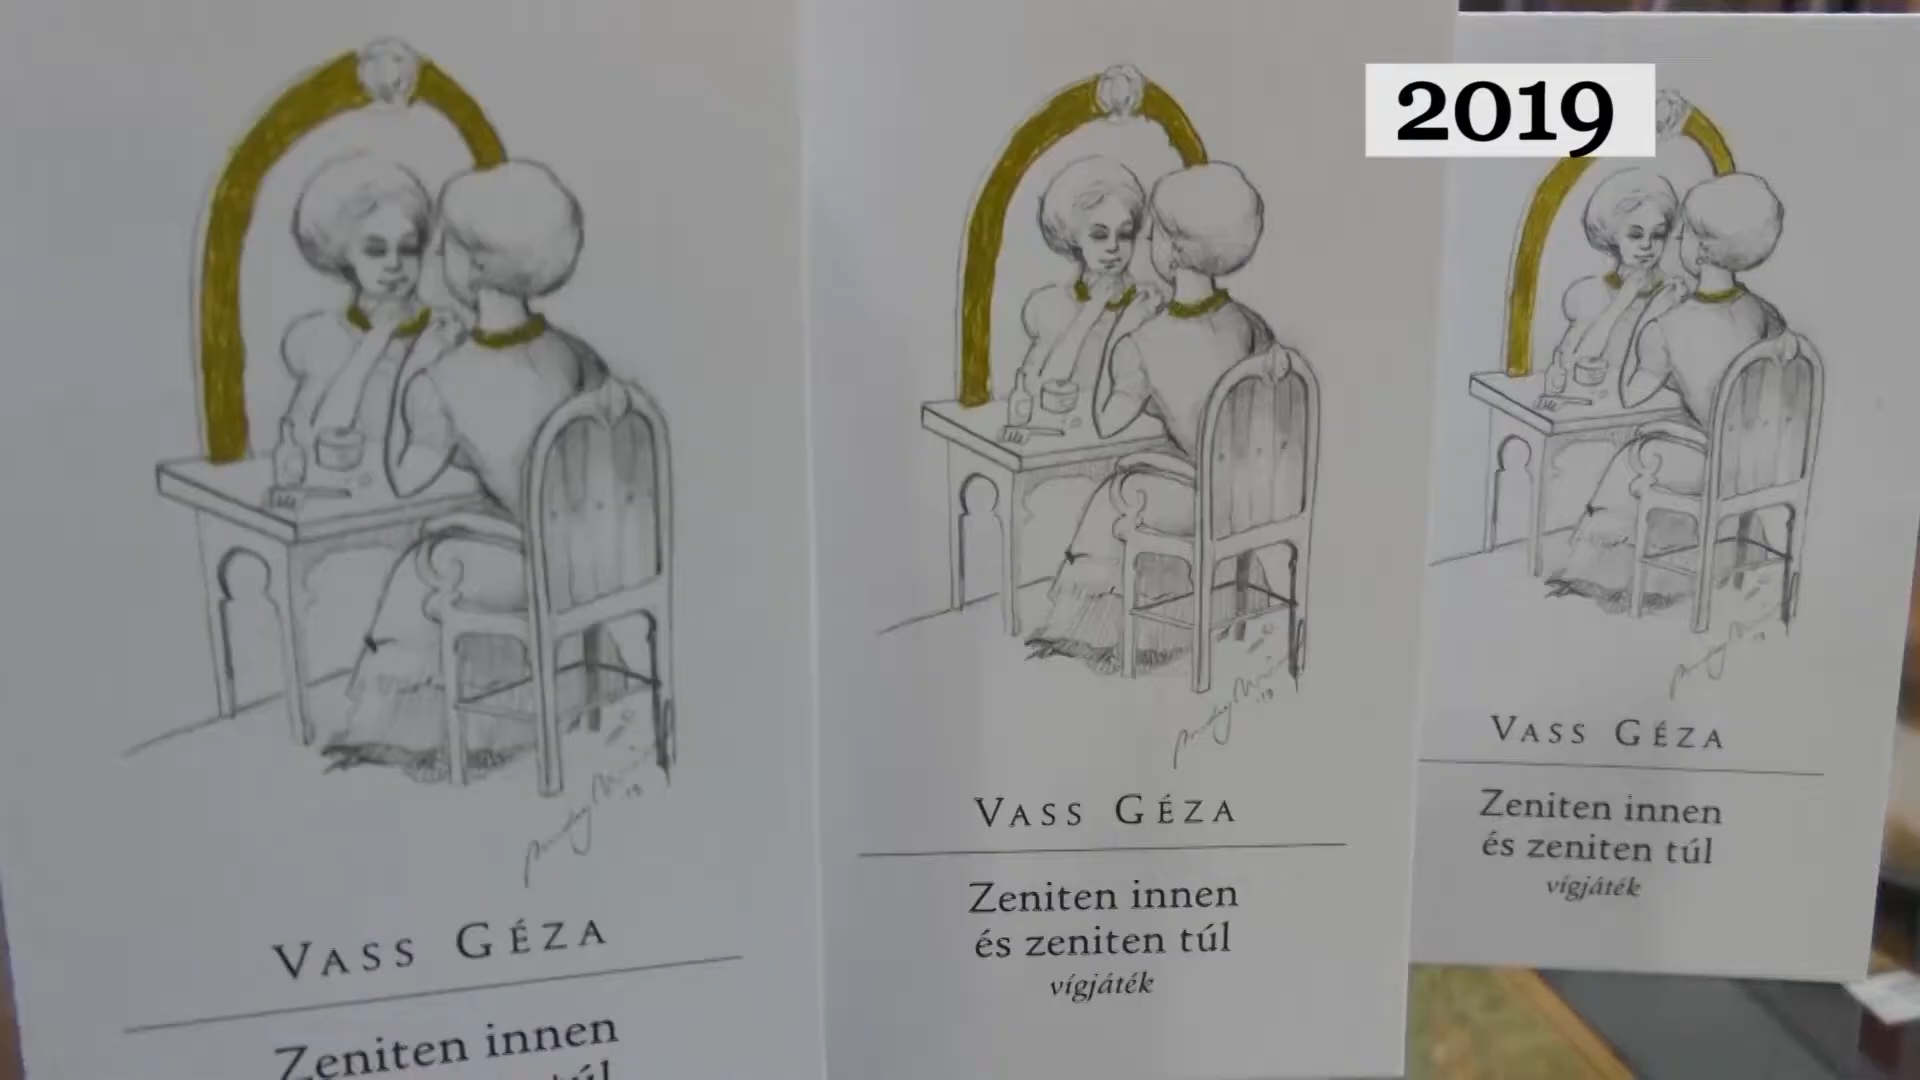 2019
VASS GÉZA
Zeniten innen
VASS GÉZA
Zeniten innen
és zeniten túl
vígjáték
VASS GÉZA
Zeniten innen
és zeniten túl
vígjáték